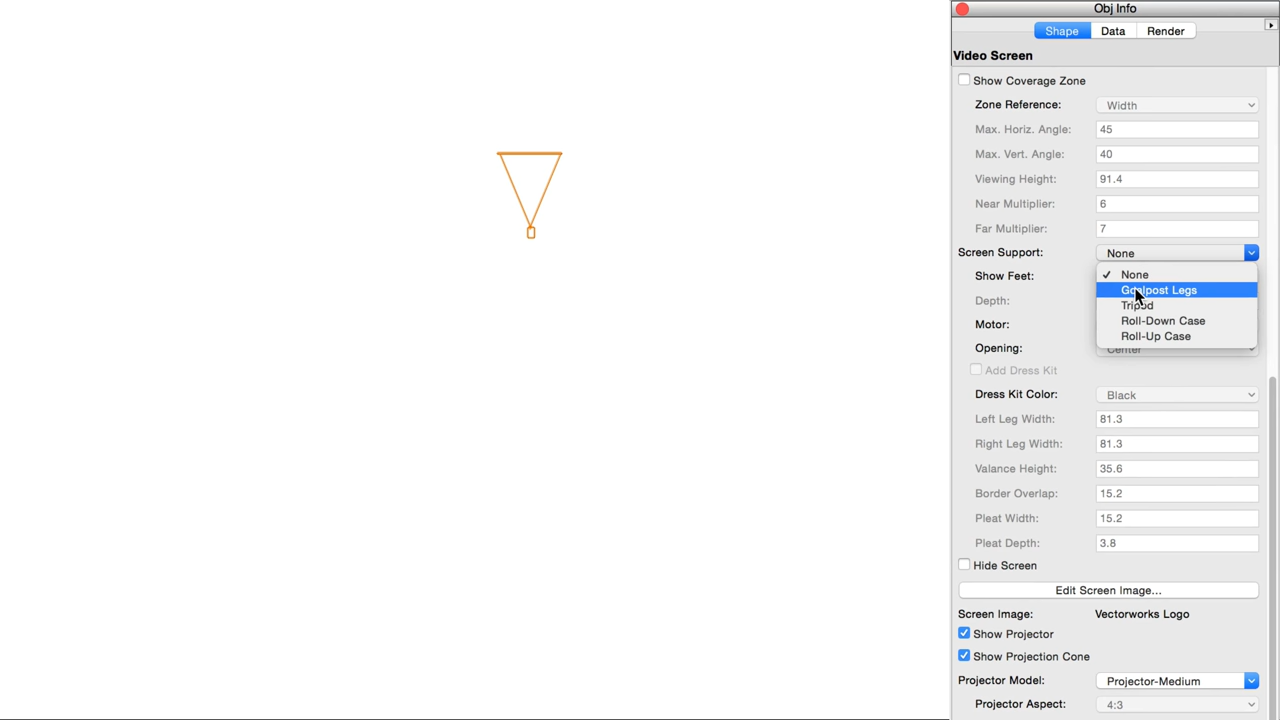 Obj Info
Shape Data Render
Video Screen
Show Coverage Zone
Zone Reference: Width
Max. Horiz. Angle: 45
Max. Vert. Angle: 40
Viewing Height: 91.4
Near Multiplier: 6
Far Multiplier: 7
Screen Support: None
Show Feet: ✓ None
Goalpost Legs
Depth: Tripod
Motor: Roll-Down Case
Roll-Up Case
Opening: Center
Add Dress Kit
Dress Kit Color: Black
Left Leg Width: 81.3
Right Leg Width: 81.3
Valance Height: 35.6
Border Overlap: 15.2
Pleat Width: 15.2
Pleat Depth: 3.8
Hide Screen
Edit Screen Image...
Screen Image: Vectorworks Logo
Show Projector
Show Projection Cone
Projector Model: Projector-Medium
Projector Aspect: 4:3